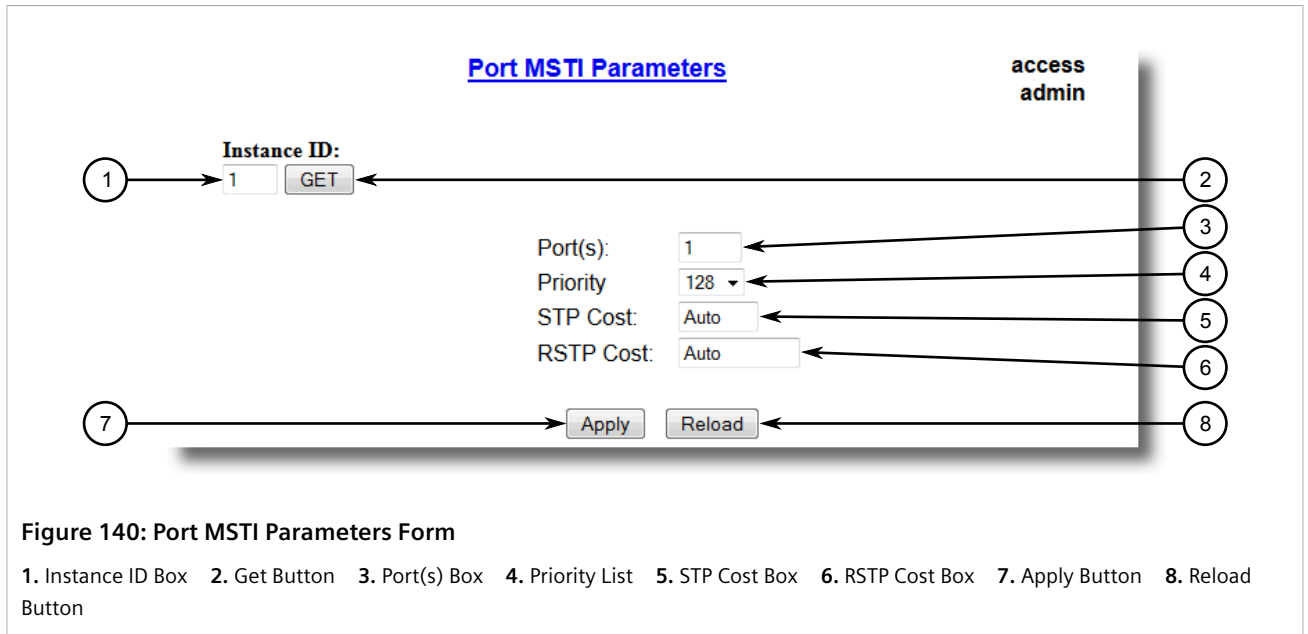 Port MSTI Parameters
access
admin
Instance ID:
1 1 GET 2
Port(s): 1 3
Priority 128 4
STP Cost: Auto 5
RSTP Cost: Auto 6
7 Apply Reload 8
Figure 140: Port MSTI Parameters Form
1. Instance ID Box 2. Get Button 3. Port(s) Box 4. Priority List 5. STP Cost Box 6. RSTP Cost Box 7. Apply Button 8. Reload
Button